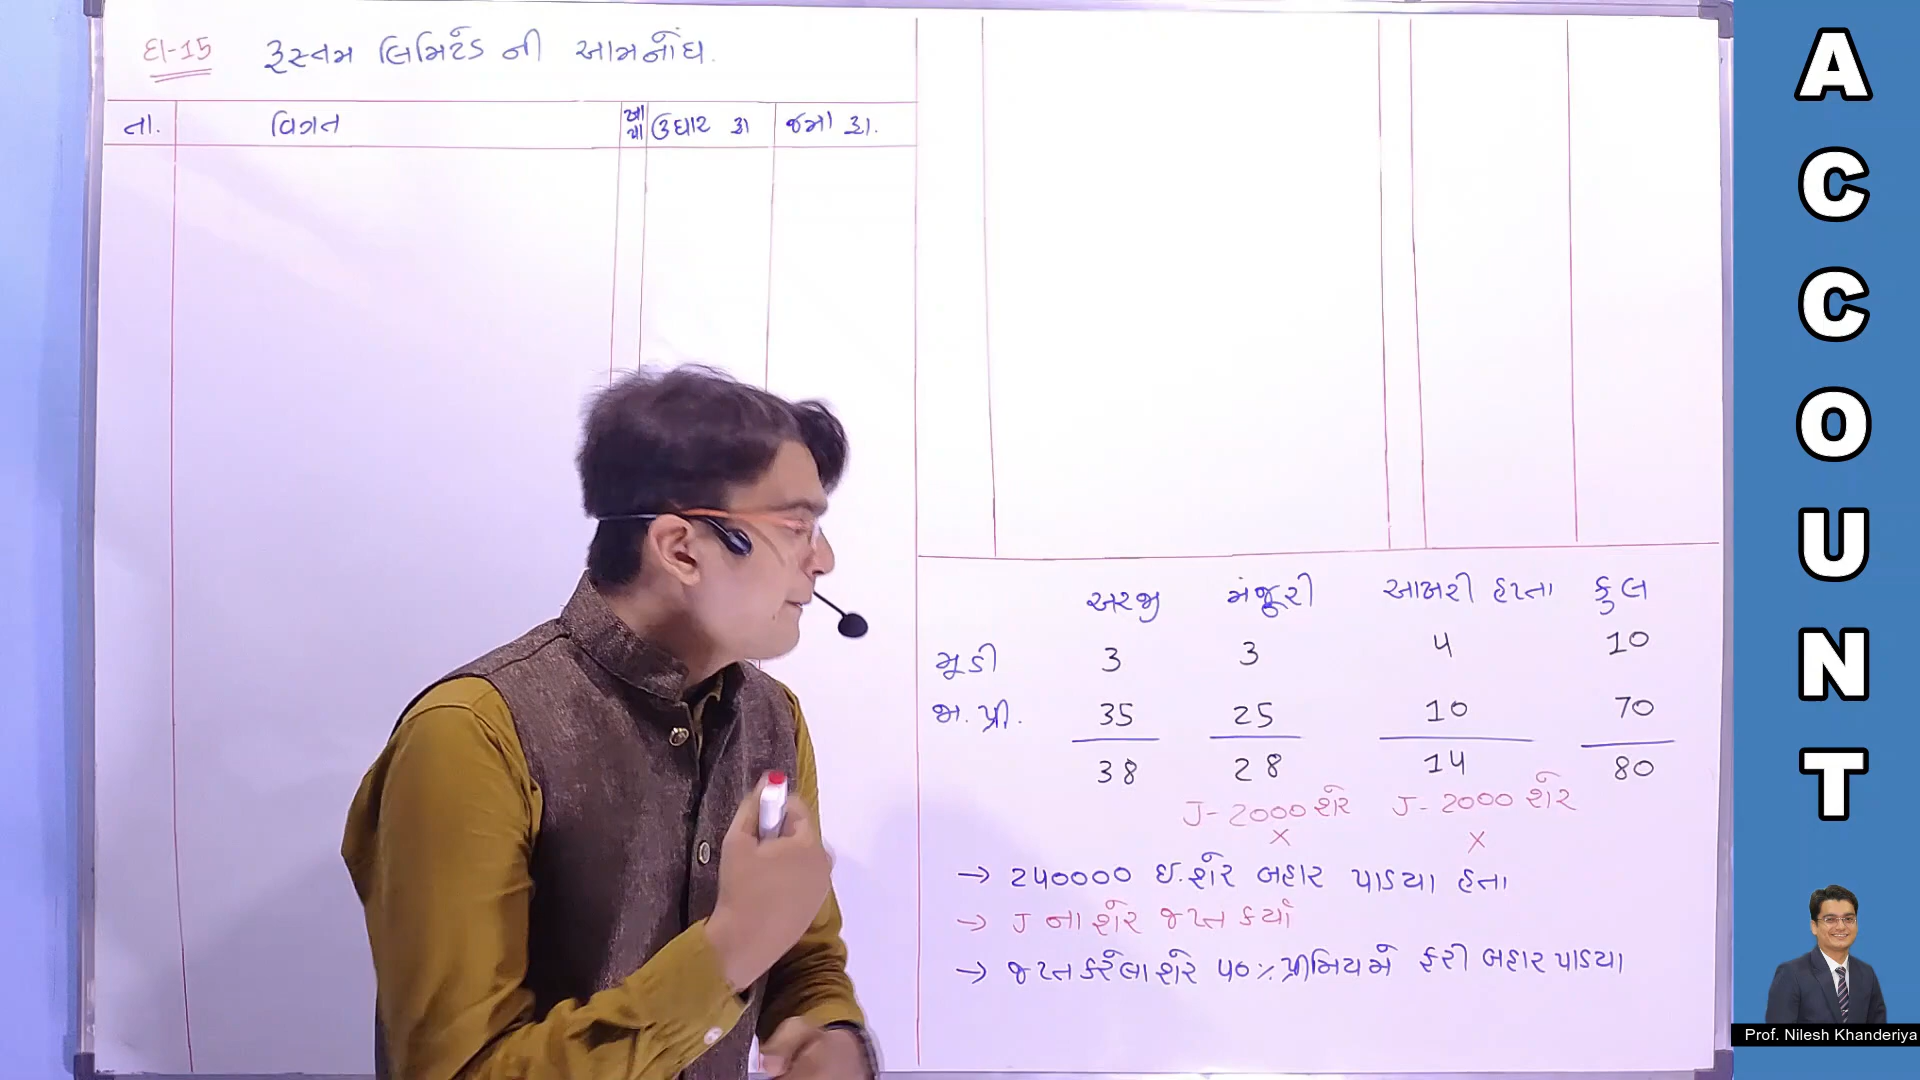 દા-15 રૂસ્તમ લિમિટેડ ની આમનોંધ.
તા. વિગત ખા પા ઉધાર રૂા જમા રૂા.
અરજી મંજૂરી આખરી હપ્તા કુલ
મૂડી 3 3 4 10
જા. પ્રી. 35 25 10 70
38 28 14 80
J-2000 શેર J-2000 શેર
x x
→ 240000 ઇ.શેર બહાર પાડયા હતા
→ J ના શેર જપ્ત કર્યા
→ જપ્ત કરેલા શેર ૫૦% પ્રીમિયમે ફરી બહાર પાડયા
ACCOUNT
Prof. Nilesh Khanderiya